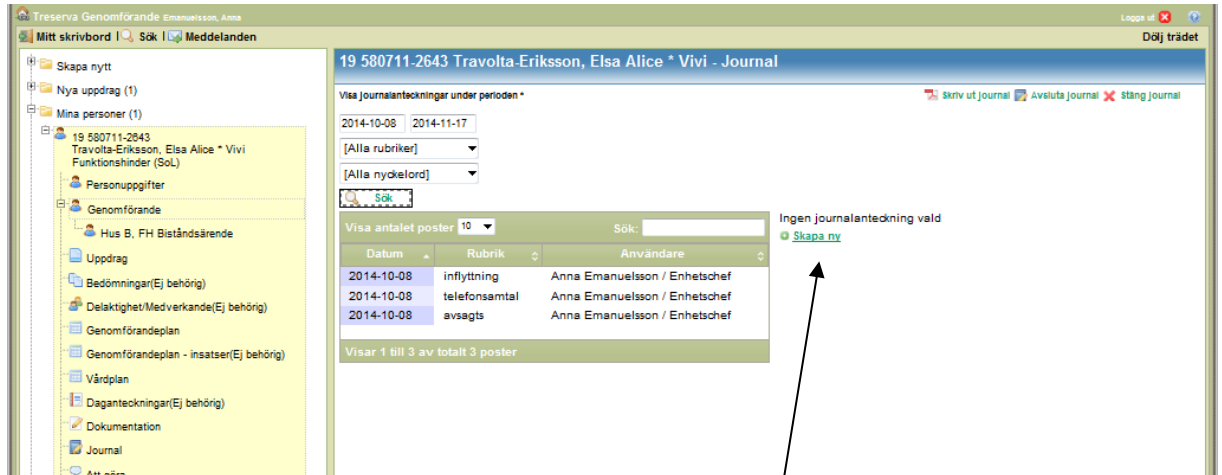 Treserva Genomförande Emanuelsson, Anna
Logga ut
Mitt skrivbord | Sök | Meddelanden
Dölj trädet
Skapa nytt
Nya uppdrag (1)
Mina personer (1)
19 580711-2643
Travolta-Eriksson, Elsa Alice * Vivi
Funktionshinder (SoL)
Personuppgifter
Genomförande
Hus B, FH Biståndsärende
Uppdrag
Bedömningar(Ej behörig)
Delaktighet/Medverkande(Ej behörig)
Genomförandeplan
Genomförandeplan - insatser(Ej behörig)
Vårdplan
Daganteckningar(Ej behörig)
Dokumentation
Journal
Att göra
19 580711-2643 Travolta-Eriksson, Elsa Alice * Vivi - Journal
Visa journalanteckningar under perioden *
Skriv ut journal Avsluta journal Stäng journal
2014-10-08 2014-11-17
[Alla rubriker]
[Alla nyckelord]
Sök
Visa antalet poster 10 Sök:
Datum Rubrik Användare
2014-10-08 inflyttning Anna Emanuelsson / Enhetschef
2014-10-08 telefonsamtal Anna Emanuelsson / Enhetschef
2014-10-08 avsagts Anna Emanuelsson / Enhetschef
Visar 1 till 3 av totalt 3 poster
Ingen journalanteckning vald
Skapa ny